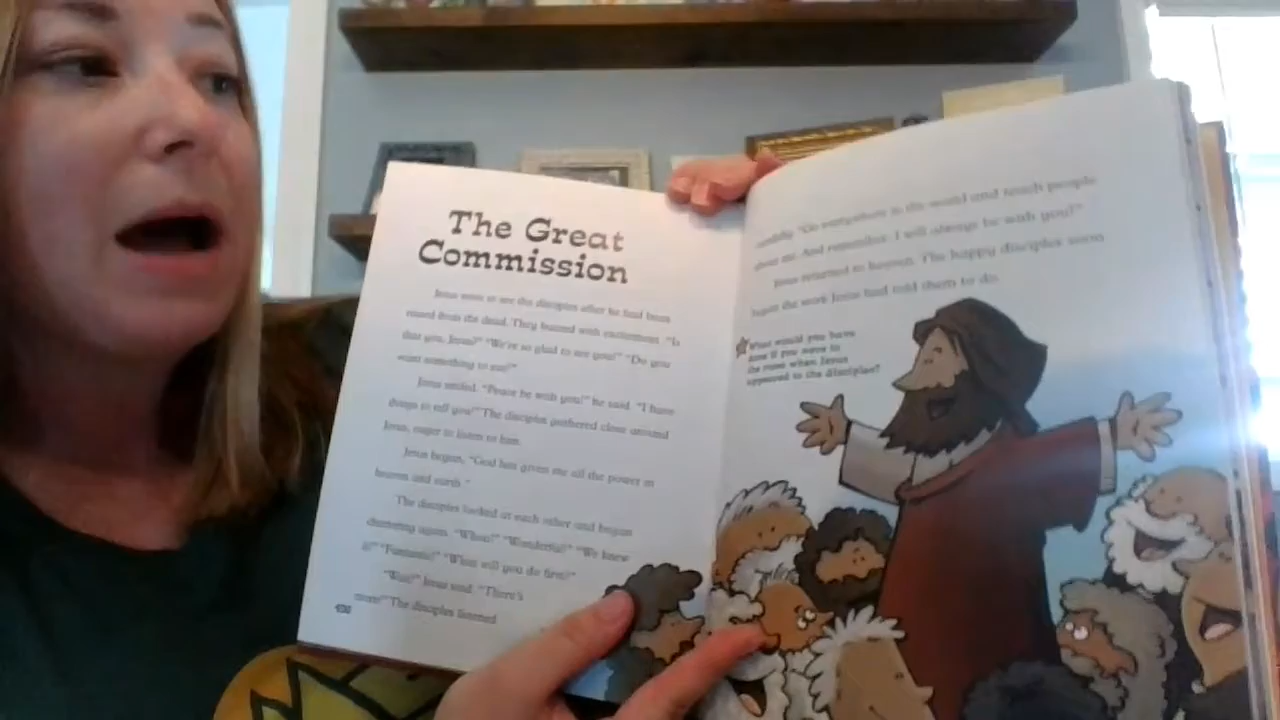 The Great
Commission
Jesus went to see the disciples after he had been
raised from the dead. They buzzed with excitement. "Is
that you, Jesus?" "We're so glad to see you!" "Do you
want something to eat?"
Jesus smiled. "Peace be with you!" he said. "I have
things to tell you!" The disciples gathered close around
Jesus, eager to listen to him.
Jesus began, "God has given me all the power in
heaven and earth."
The disciples looked at each other and began
chattering again. "Whoa!" "Wonderful!" "We knew
it!" "Fantastic!" "What will you do first?"
"Wait!" Jesus said. "There's
more!" The disciples listened
"Go everywhere in the world and teach people
about me. And remember, I will always be with you!"
Jesus returned to heaven. The happy disciples soon
began the work Jesus had told them to do.
What would you have
done if you were in
the room when Jesus
appeared to the disciples?